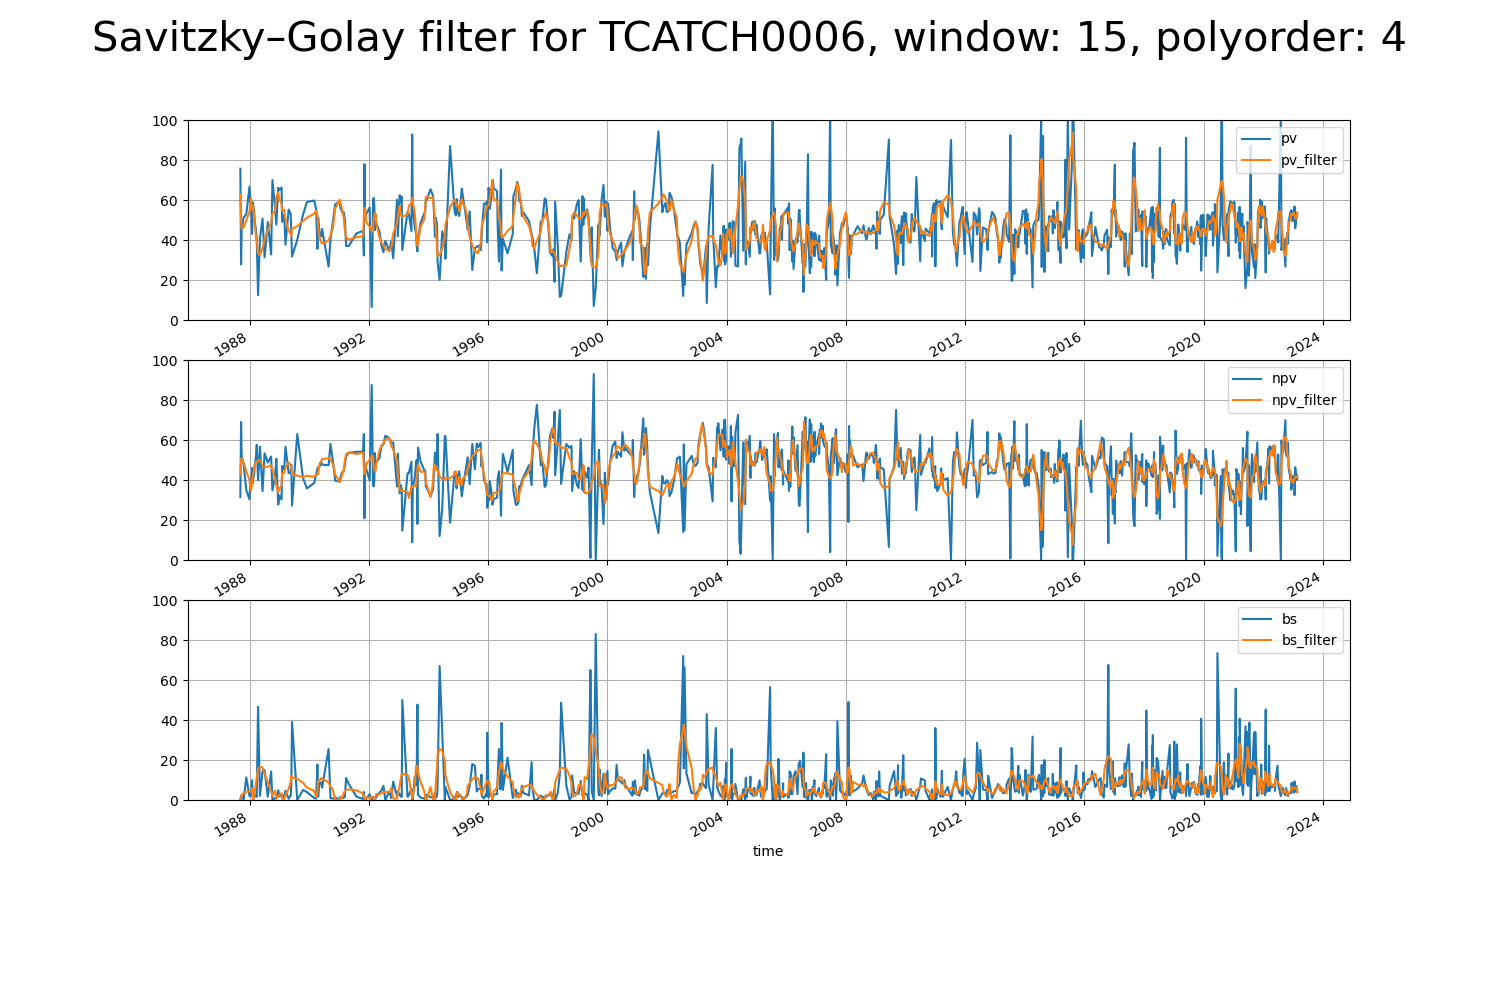 Savitzky–Golay filter for TCATCH0006, window: 15, polyorder: 4
100
80
60
40
20
0
pv
pv_filter
1988 1992 1996 2000 2004 2008 2012 2016 2020 2024
100
80
60
40
20
0
npv
npv_filter
1988 1992 1996 2000 2004 2008 2012 2016 2020 2024
100
80
60
40
20
0
bs
bs_filter
1988 1992 1996 2000 2004 2008 2012 2016 2020 2024
time